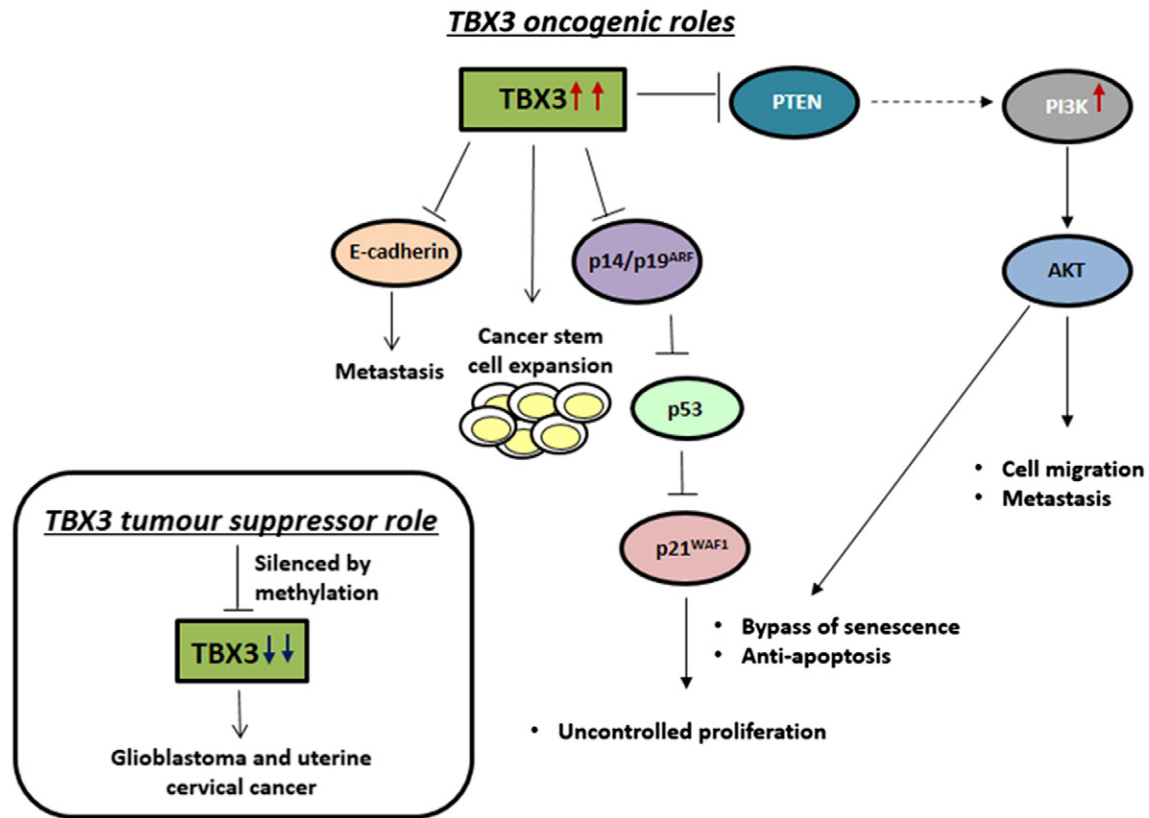 TBX3 oncogenic roles
TBX3
PTEN
PI3K
E-cadherin
p14/p19ARF
AKT
Metastasis
Cancer stem
cell expansion
p53
• Cell migration
• Metastasis
p21WAF1
• Bypass of senescence
• Anti-apoptosis
• Uncontrolled proliferation
TBX3 tumour suppressor role
Silenced by
methylation
TBX3
Glioblastoma and uterine
cervical cancer